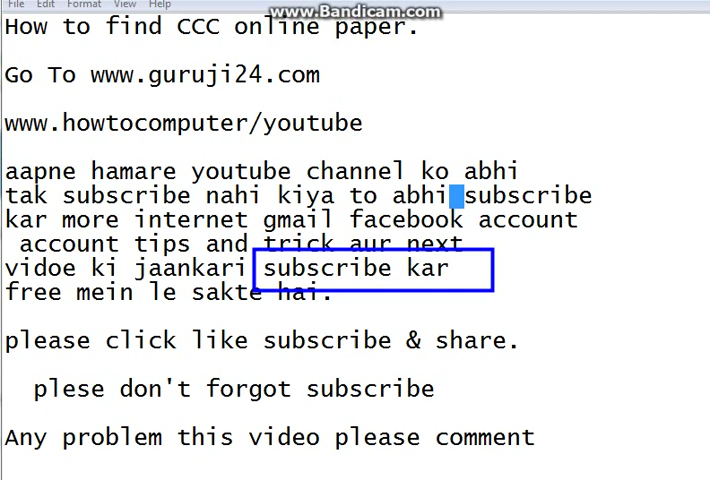 File Edit Format View Help
www.Bandicam.com
How to find CCC online paper.
Go To www.guruji24.com
www.howtocomputer/youtube
aapne hamare youtube channel ko abhi
tak subscribe nahi kiya to abhi subscribe
kar more internet gmail facebook account
account tips and trick aur next
vidoe ki jaankari subscribe kar
free mein le sakte hai.
please click like subscribe & share.
plese don't forgot subscribe
Any problem this video please comment